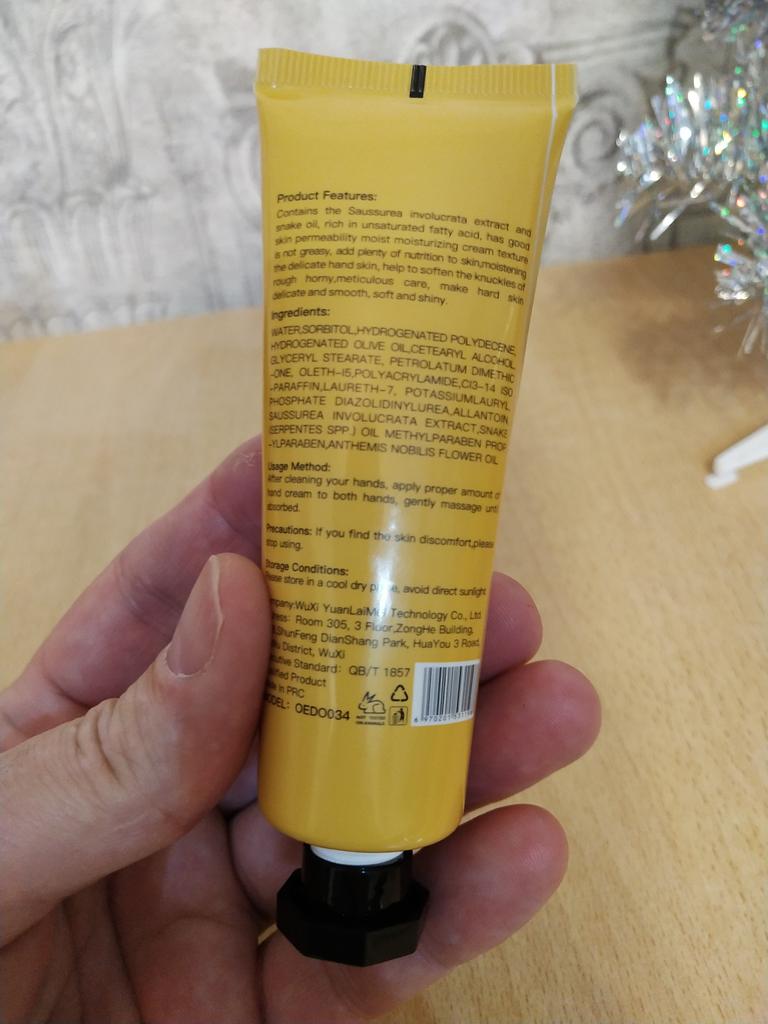 Product Features:
Contains the Saussurea involucrata extract and
snake oil, rich in unsaturated fatty acid, has good
skin permeability moist moisturizing cream texture
is not greasy, add plenty of nutrition to skin,moistening
the delicate hand skin, help to soften the knuckles of
rough horny,meticulous care, make hard skin
delicate and smooth, soft and shiny.
Ingredients:
WATER,SORBITOL,HYDROGENATED POLYDECENE,
HYDROGENATED OLIVE OIL,CETEARYL ALCOHOL,
GLYCERYL STEARATE, PETROLATUM DIMETHIC
-ONE, OLETH-15,POLYACRYLAMIDE,C13-14 ISO
-PARAFFIN,LAURETH-7, POTASSIUMLAURYL
PHOSPHATE DIAZOLIDINYLUREA,ALLANTOIN,
SAUSSUREA INVOLUCRATA EXTRACT,SNAKE
(SERPENTES SPP.) OIL METHYLPARABEN PROP
-YLPARABEN,ANTHEMIS NOBILIS FLOWER OIL
Usage Method:
After cleaning your hands, apply proper amount of
hand cream to both hands, gently massage until
absorbed.
Precautions: If you find the skin discomfort,please
stop using.
Storage Conditions:
Please store in a cool dry place, avoid direct sunlight
Company:WuXi YuanLaiMei Technology Co., Ltd.
Room 305, 3 Floor,ZongHe Building,
ShunFeng DianShang Park, HuaYou 3 Road,
District, WuXi
Standard: QB/T 1857
Product
in PRC
MODEL: OEDO034
NOT TESTED
ON ANIMALS